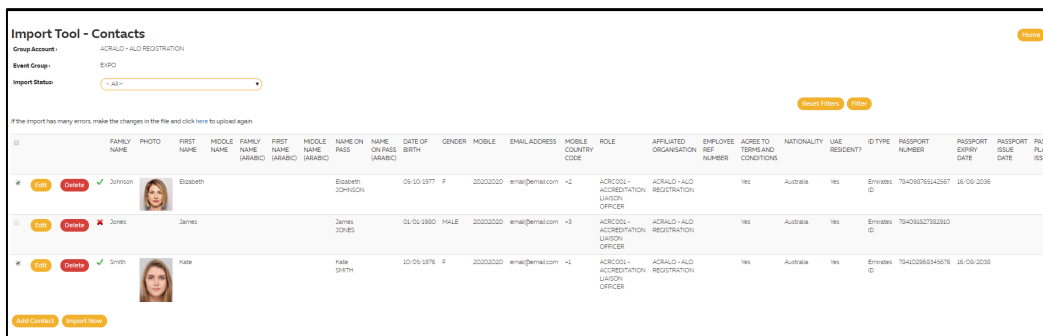 Import Tool - Contacts
Home
Group Account : ACRALO - ALO REGISTRATION
Event Group : EXPO
Import Status: - All -
Reset Filters Filter
If the import has many errors, make the changes in the file and click here to upload again
FAMILY NAME PHOTO FIRST NAME MIDDLE NAME FAMILY NAME (ARABIC) FIRST NAME (ARABIC) MIDDLE NAME (ARABIC) NAME ON PASS NAME ON PASS (ARABIC) DATE OF BIRTH GENDER MOBILE EMAIL ADDRESS MOBILE COUNTRY CODE ROLE AFFILIATED ORGANISATION EMPLOYEE REF NUMBER AGREE TO TERMS AND CONDITIONS NATIONALITY UAE RESIDENT? ID TYPE PASSPORT NUMBER PASSPORT EXPIRY DATE PASSPORT ISSUE DATE PAS PLA ISS
Edit Delete Johnson Elizabeth Elizabeth JOHNSON 05/10/1977 F 20202020 email@email.com +2 ACRC001 - ACCREDITATION LIAISON OFFICER ACRALO - ALO REGISTRATION Yes Australia Yes Emirates ID 784098765142567 16/08/2036
Edit Delete Jones James James JONES 01/01/1980 MALE 20202020 email@email.com +3 ACRC001 - ACCREDITATION LIAISON OFFICER ACRALO - ALO REGISTRATION Yes Australia Yes Emirates ID 784091827382910
Edit Delete Smith Kate Kate SMITH 10/05/1976 F 20202020 email@email.com +1 ACRC001 - ACCREDITATION LIAISON OFFICER ACRALO - ALO REGISTRATION Yes Australia Yes Emirates ID 784102968345676 16/08/2038
Add Contact Import Now